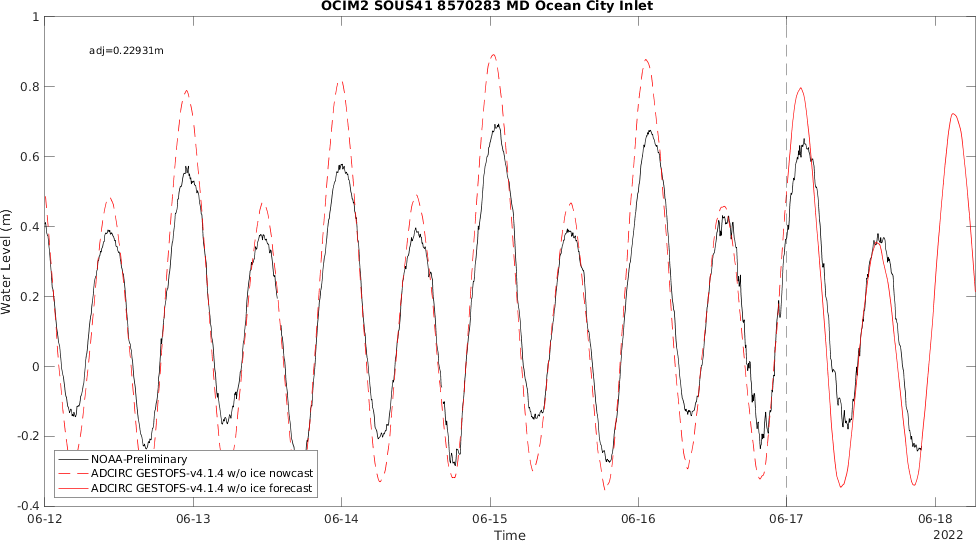 OCIM2 SOUS41 8570283 MD Ocean City Inlet
adj=0.22931m
Water Level (m)
1
0.8
0.6
0.4
0.2
0
-0.2
-0.4
NOAA-Preliminary
ADCIRC GESTOFS-v4.1.4 w/o ice nowcast
ADCIRC GESTOFS-v4.1.4 w/o ice forecast
06-12 06-13 06-14 06-15 06-16 06-17 06-18
Time
2022